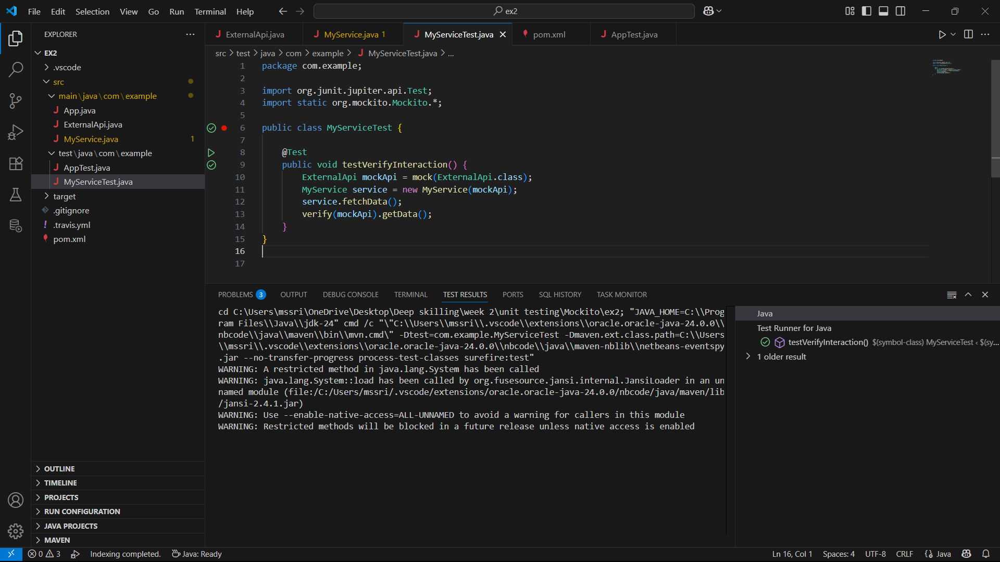 File Edit Selection View Go Run Terminal Help
ex2
EXPLORER
EX2
.vscode
src
main\java\com\example
App.java
ExternalApi.java
MyService.java 1
test\java\com\example
AppTest.java
MyServiceTest.java
target
.gitignore
.travis.yml
pom.xml
OUTLINE
TIMELINE
PROJECTS
RUN CONFIGURATION
JAVA PROJECTS
MAVEN
ExternalApi.java MyService.java 1 MyServiceTest.java pom.xml AppTest.java
src > test > java > com > example > MyServiceTest.java > ...
1 package com.example;
2
3 import org.junit.jupiter.api.Test;
4 import static org.mockito.Mockito.*;
5
6 public class MyServiceTest {
7
8 @Test
9 public void testVerifyInteraction() {
10 ExternalApi mockApi = mock(ExternalApi.class);
11 MyService service = new MyService(mockApi);
12 service.fetchData();
13 verify(mockApi).getData();
14 }
15 }
16
17
PROBLEMS 3 OUTPUT DEBUG CONSOLE TERMINAL TEST RESULTS PORTS SQL HISTORY TASK MONITOR
cd C:\Users\mssri\OneDrive\Desktop\Deep skilling\week 2\unit testing\Mockito\ex2; "JAVA_HOME=C:\\Prog
ram Files\\Java\\jdk-24" cmd /c "\"C:\\Users\\mssri\\.vscode\\extensions\\oracle.oracle-java-24.0.0\\
nbcode\\java\\maven\\bin\\mvn.cmd\" -Dtest=com.example.MyServiceTest -Dmaven.ext.class.path=C:\\Users
\\mssri\\.vscode\\extensions\\oracle.oracle-java-24.0.0\\nbcode\\java\\maven-nblib\\netbeans-eventspy
.jar --no-transfer-progress process-test-classes surefire:test"
WARNING: A restricted method in java.lang.System has been called
WARNING: java.lang.System::load has been called by org.fusesource.jansi.internal.JansiLoader in an un
named module (file:/C:/Users/mssri/.vscode/extensions/oracle.oracle-java-24.0.0/nbcode/java/maven/lib
/jansi-2.4.1.jar)
WARNING: Use --enable-native-access=ALL-UNNAMED to avoid a warning for callers in this module
WARNING: Restricted methods will be blocked in a future release unless native access is enabled
Java
Test Runner for Java
testVerifyInteraction() $(symbol-class) MyServiceTest < $(sy...
1 older result
0 3 Indexing completed. Java: Ready
Ln 16, Col 1 Spaces: 4 UTF-8 CRLF {} Java